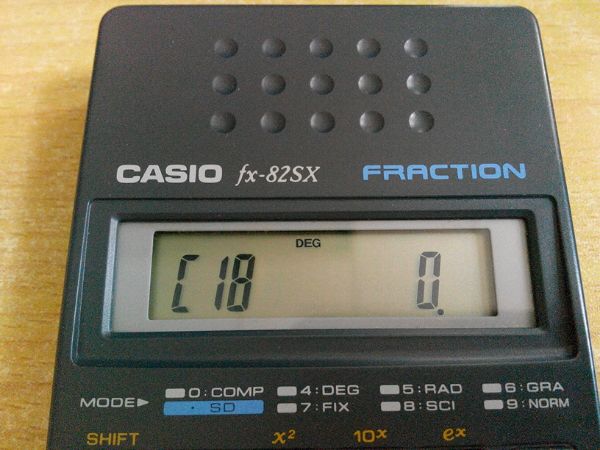 CASIO fx-82SX FRACTION
DEG
[18 0.
MODE► 0:COMP 4:DEG 5:RAD 6:GRA
· SD 7:FIX 8:SCI 9:NORM
SHIFT x² 10ˣ eˣ